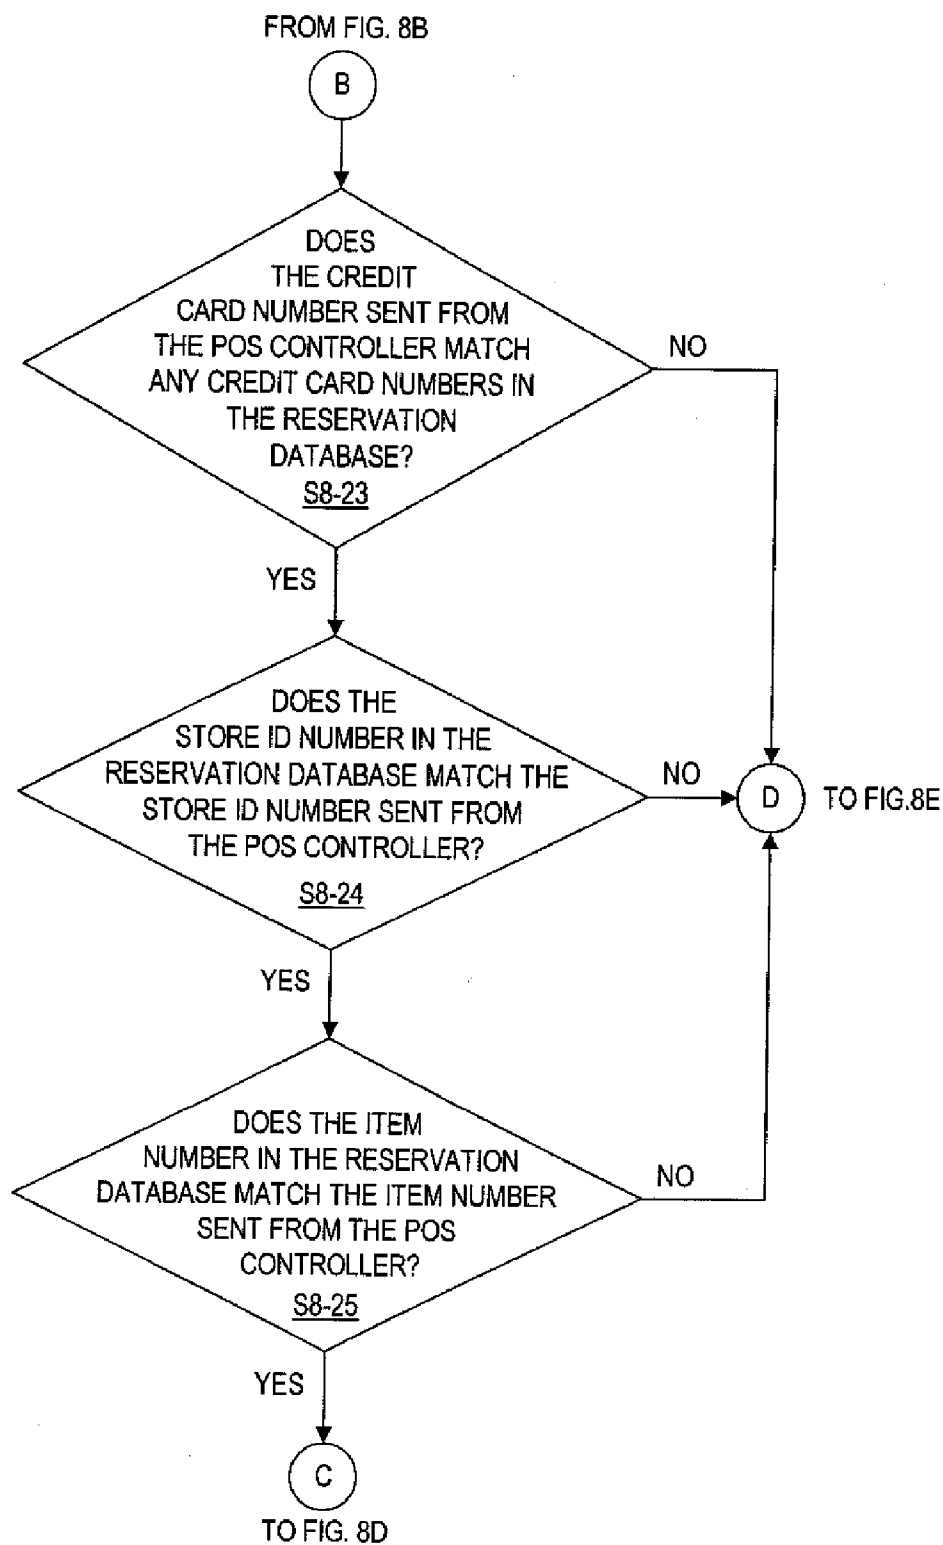 FROM FIG. 8B
B
DOES
THE CREDIT
CARD NUMBER SENT FROM
THE POS CONTROLLER MATCH
ANY CREDIT CARD NUMBERS IN
THE RESERVATION
DATABASE?
S8-23
NO
YES
DOES THE
STORE ID NUMBER IN THE
RESERVATION DATABASE MATCH THE
STORE ID NUMBER SENT FROM
THE POS CONTROLLER?
S8-24
NO
D
TO FIG.8E
YES
DOES THE ITEM
NUMBER IN THE RESERVATION
DATABASE MATCH THE ITEM NUMBER
SENT FROM THE POS
CONTROLLER?
S8-25
NO
YES
C
TO FIG. 8D